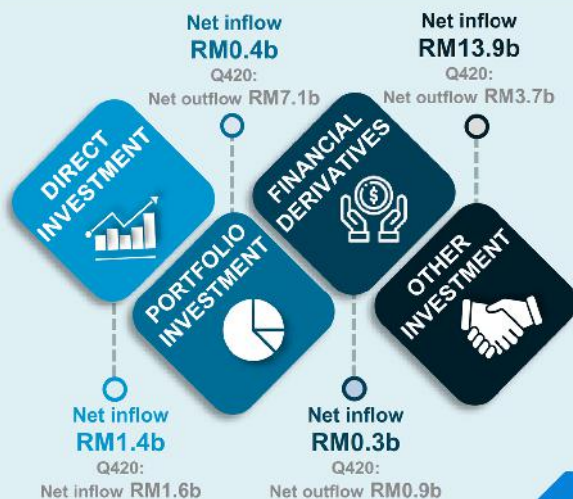 Net inflow
RM0.4b
Q420:
Net outflow RM7.1b
Net inflow
RM13.9b
Q420:
Net outflow RM3.7b
DIRECT
INVESTMENT
PORTFOLIO
INVESTMENT
FINANCIAL
DERIVATIVES
OTHER
INVESTMENT
Net inflow
RM1.4b
Q420:
Net inflow RM1.6b
Net inflow
RM0.3b
Q420:
Net outflow RM0.9b